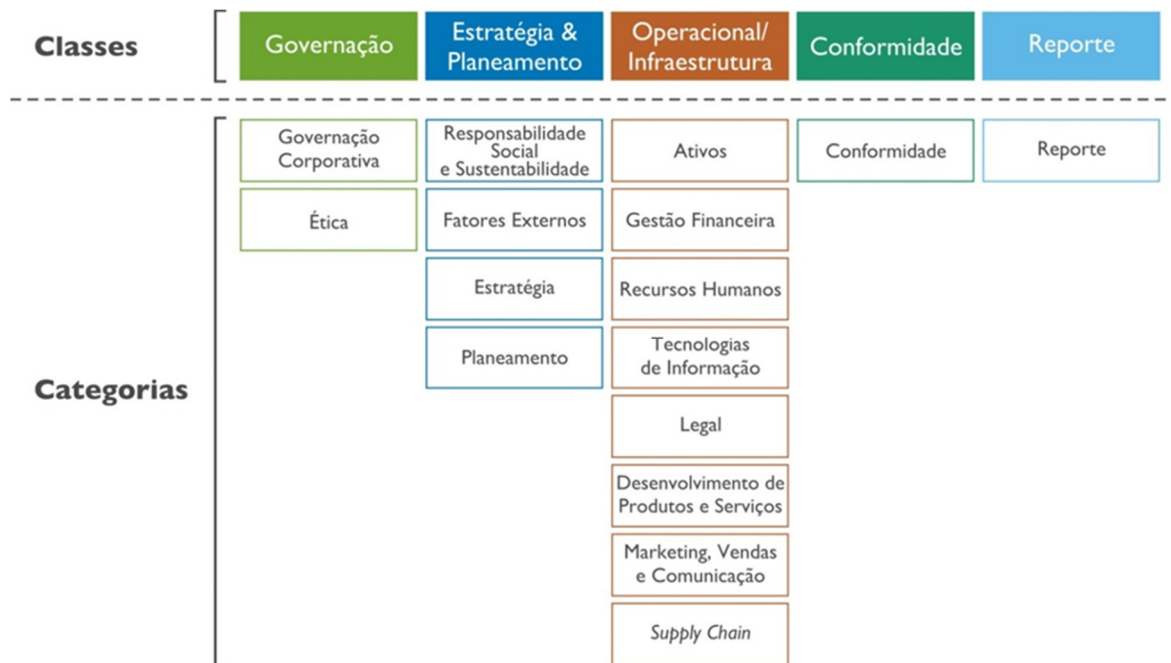 Classes
Governação
Estratégia &
Planeamento
Operacional/
Infraestrutura
Conformidade
Reporte
Categorias
Governação
Corporativa
Ética
Responsabilidade
Social
e Sustentabilidade
Fatores Externos
Estratégia
Planeamento
Ativos
Gestão Financeira
Recursos Humanos
Tecnologias
de Informação
Legal
Desenvolvimento de
Produtos e Serviços
Marketing, Vendas
e Comunicação
Supply Chain
Conformidade
Reporte